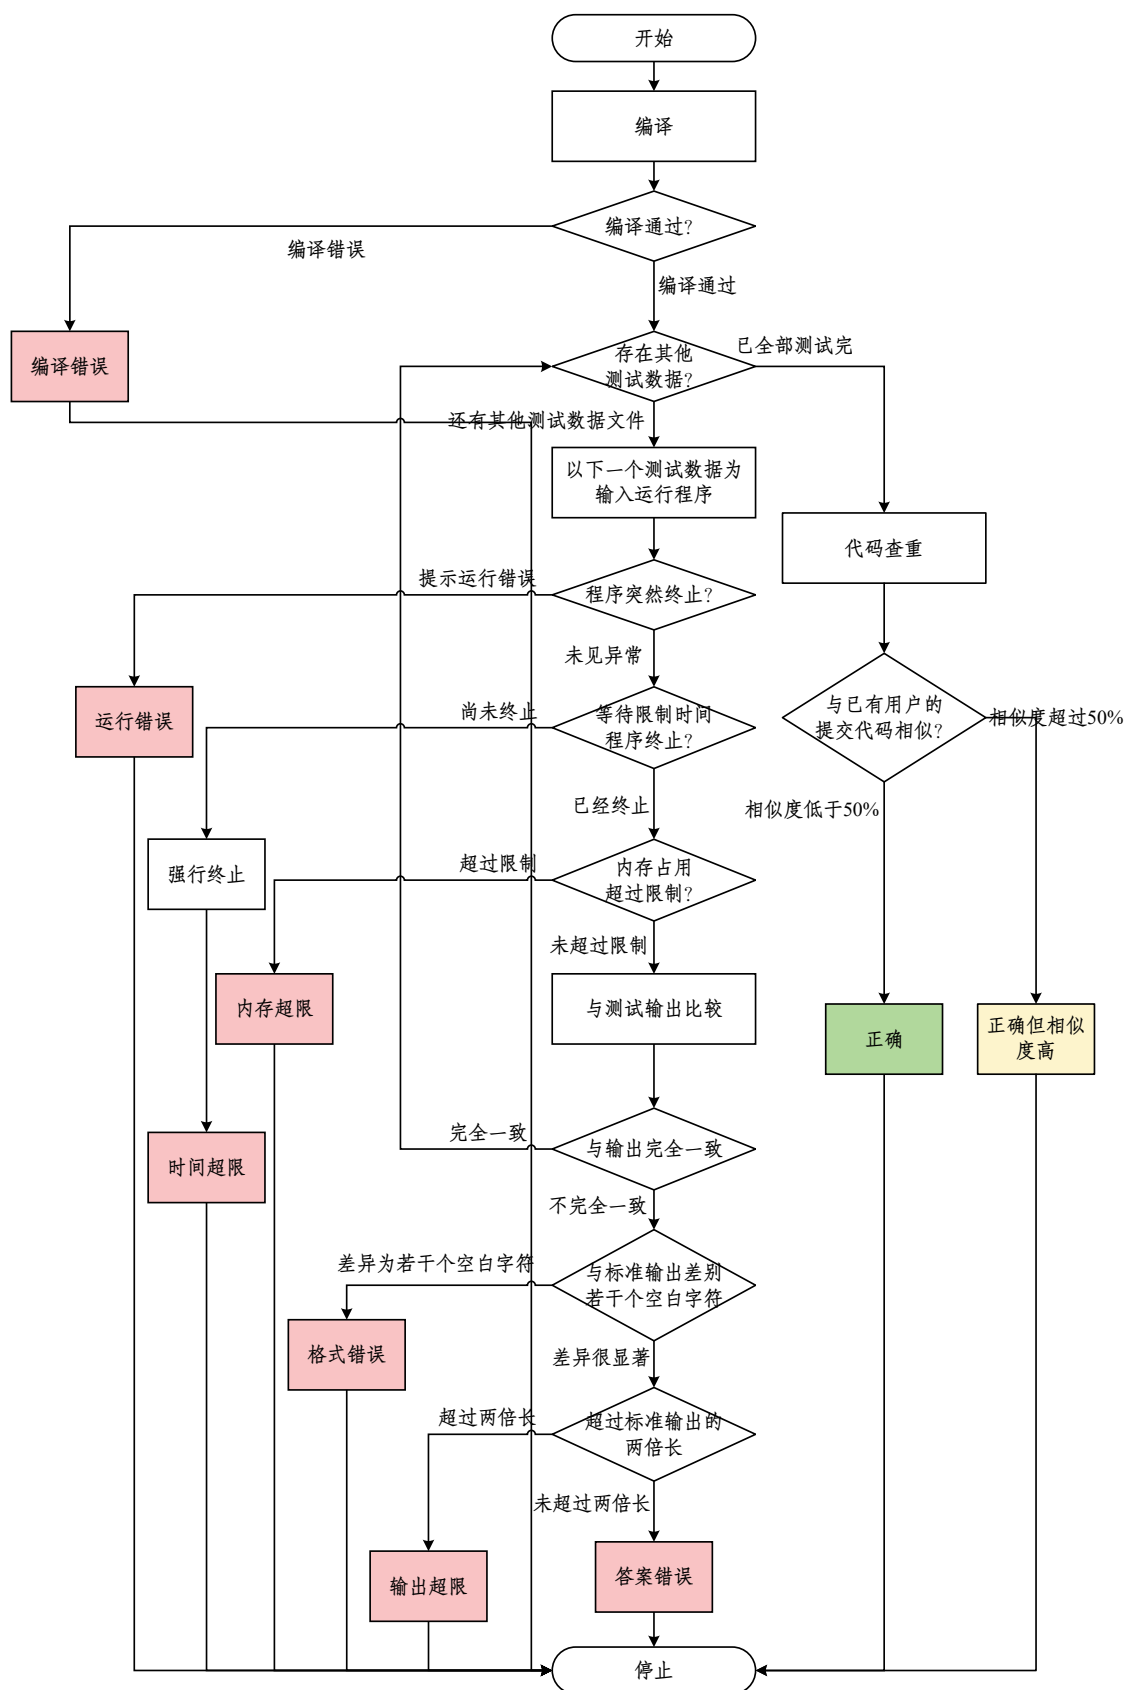 开始
编译
编译通过?
编译错误
编译通过
编译错误
存在其他
测试数据?
已全部测试完
还有其他测试数据文件
以下一个测试数据为
输入运行程序
代码查重
提示运行错误
程序突然终止?
未见异常
运行错误
尚未终止
等待限制时间
程序终止?
与已有用户的
提交代码相似?
相似度超过50%
已经终止
相似度低于50%
强行终止
超过限制
内存占用
超过限制?
未超过限制
内存超限
与测试输出比较
正确
正确但相似
度高
完全一致
与输出完全一致
时间超限
不完全一致
差异为若干个空白字符
与标准输出差别
若干个空白字符
格式错误
差异很显著
超过两倍长
超过标准输出的
两倍长
未超过两倍长
输出超限
答案错误
停止